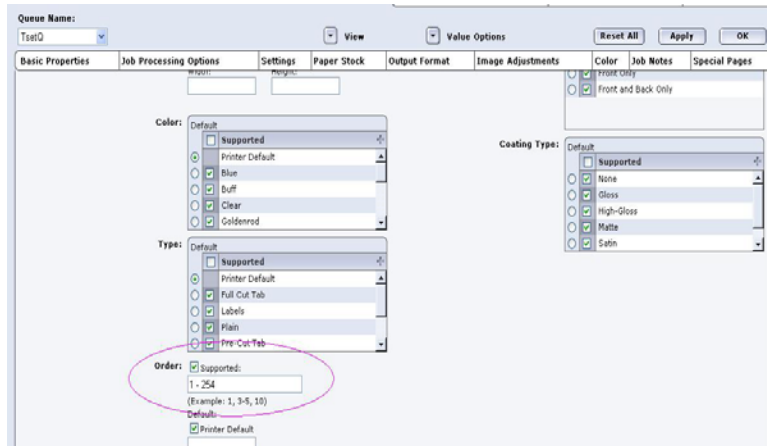 Queue Name:
TsetQ View Value Options Reset All Apply OK
Basic Properties Job Processing Options Settings Paper Stock Output Format Image Adjustments Color Job Notes Special Pages
Width: Height:
Front Only
Front and Back Only
Color: Default
Supported
Printer Default
Blue
Buff
Clear
Goldenrod
Coating Type: Default
Supported
None
Gloss
High-Gloss
Matte
Satin
Type: Default
Supported
Printer Default
Full Cut Tab
Labels
Plain
Pre-Cut Tab
Order: Supported:
1 - 254
(Example: 1, 3-5, 10)
Default:
Printer Default